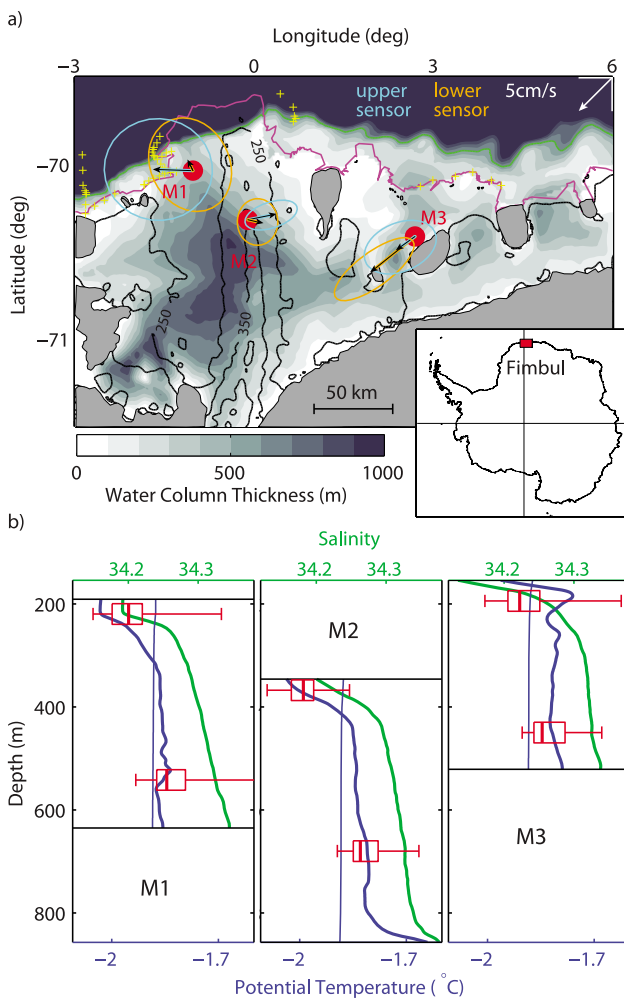 a)
Longitude (deg)
-3 0 3 6
upper sensor
lower sensor
5cm/s
Latitude (deg)
-70
-71
250
M1
M2
M3
250
350
50 km
Fimbul
0 500 1000
Water Column Thickness (m)
b)
Salinity
34.2 34.3 34.2 34.3 34.2 34.3
Depth (m)
200
400
600
800
M1
M2
M3
-2 -1.7 -2 -1.7 -2 -1.7
Potential Temperature (°C)